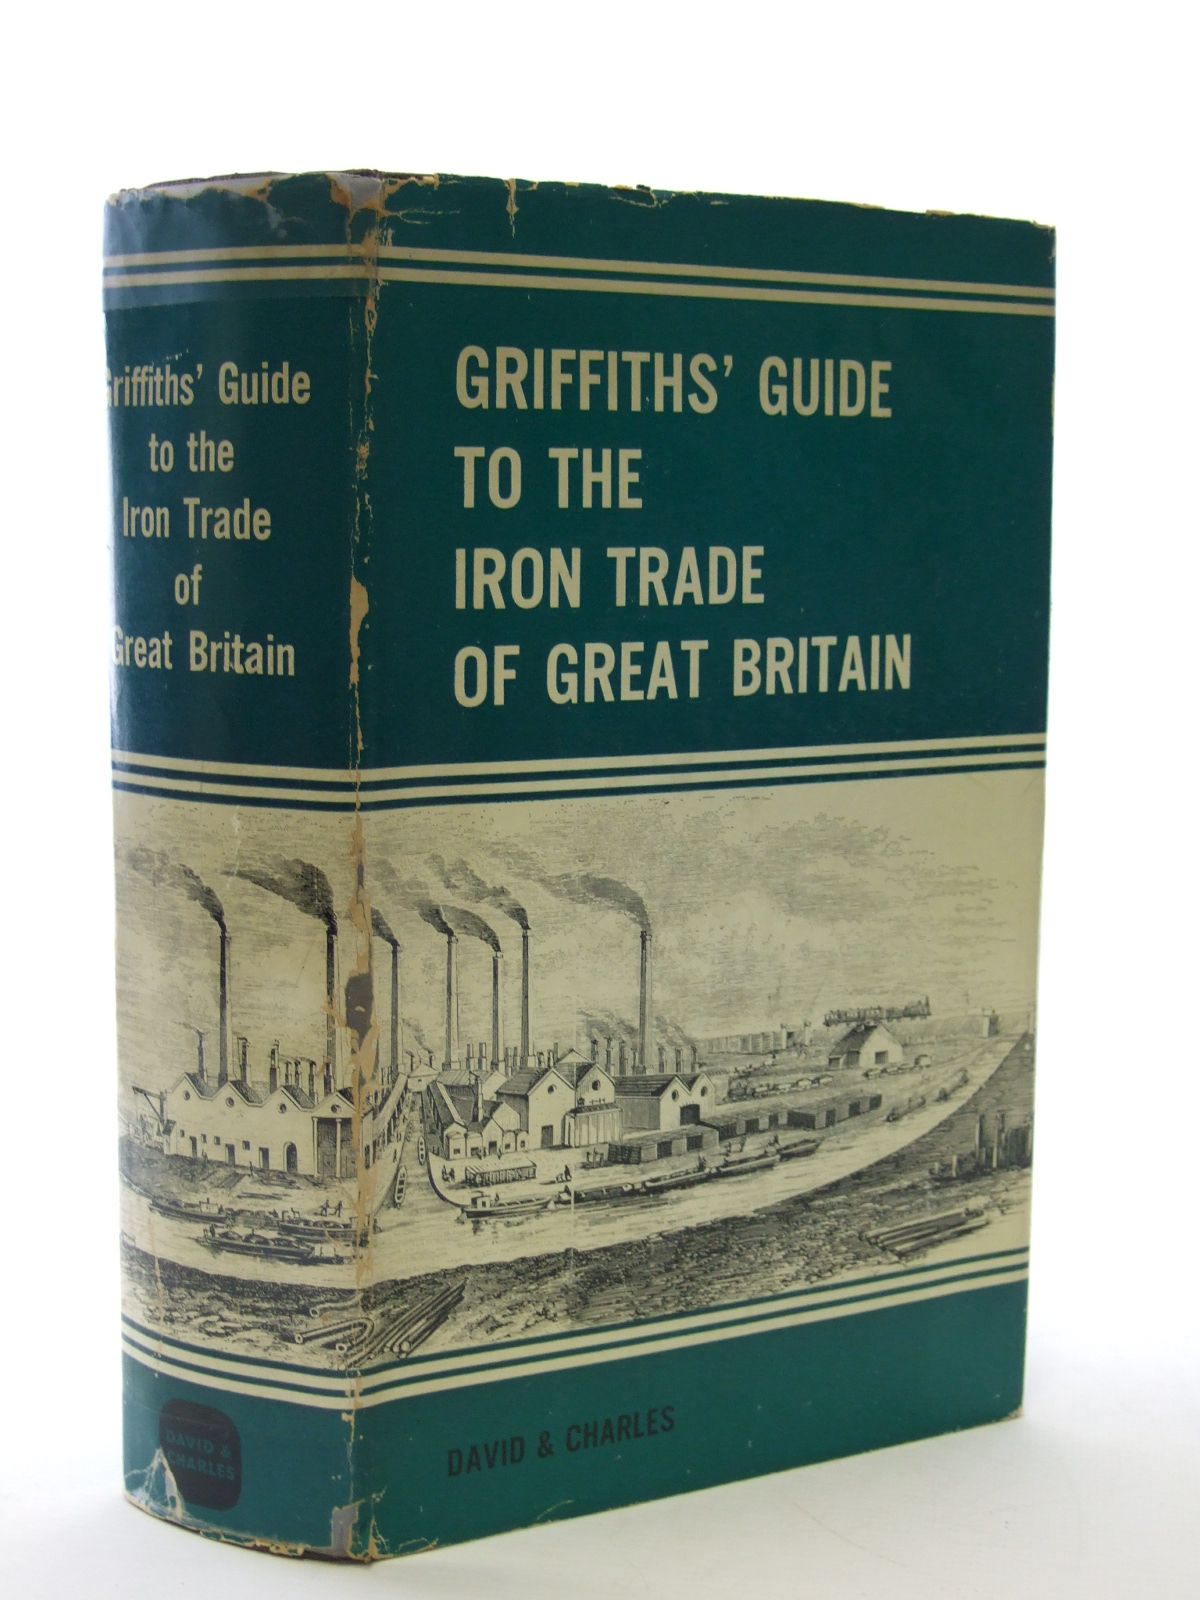 Griffiths' Guide
to the
Iron Trade
of
Great Britain
DAVID &
CHARLES
GRIFFITHS' GUIDE
TO THE
IRON TRADE
OF GREAT BRITAIN
DAVID & CHARLES